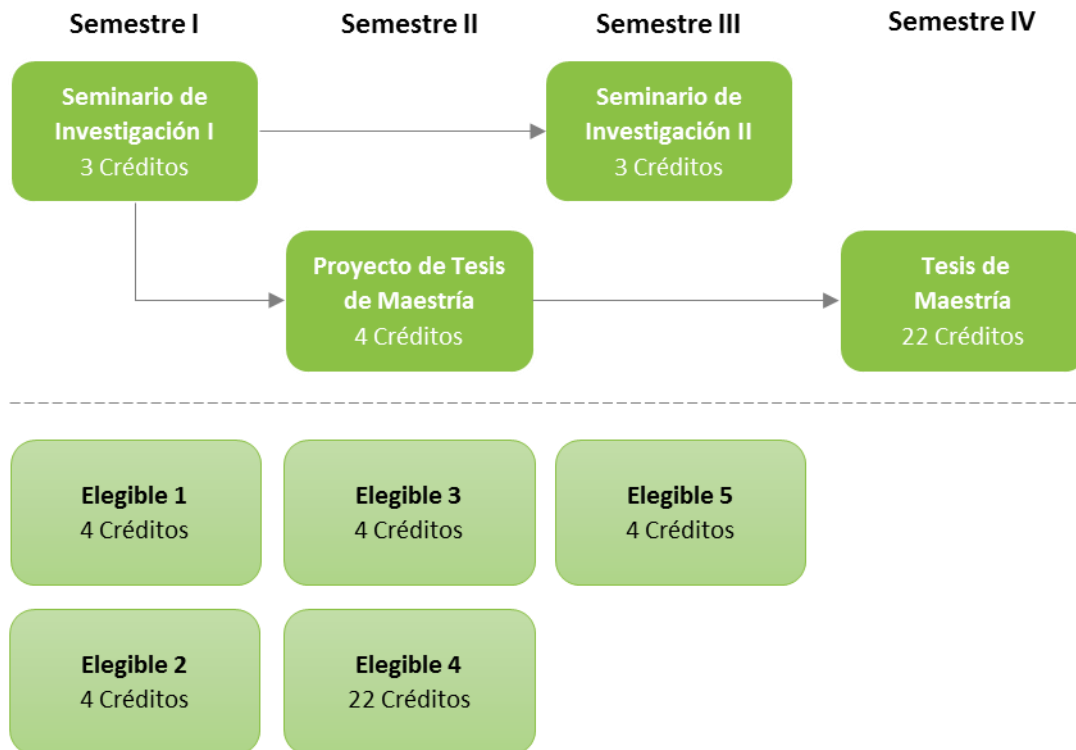 Semestre I
Semestre II
Semestre III
Semestre IV
Seminario de
Investigación I
3 Créditos
Seminario de
Investigación II
3 Créditos
Proyecto de Tesis
de Maestría
4 Créditos
Tesis de
Maestría
22 Créditos
Elegible 1
4 Créditos
Elegible 3
4 Créditos
Elegible 5
4 Créditos
Elegible 2
4 Créditos
Elegible 4
22 Créditos